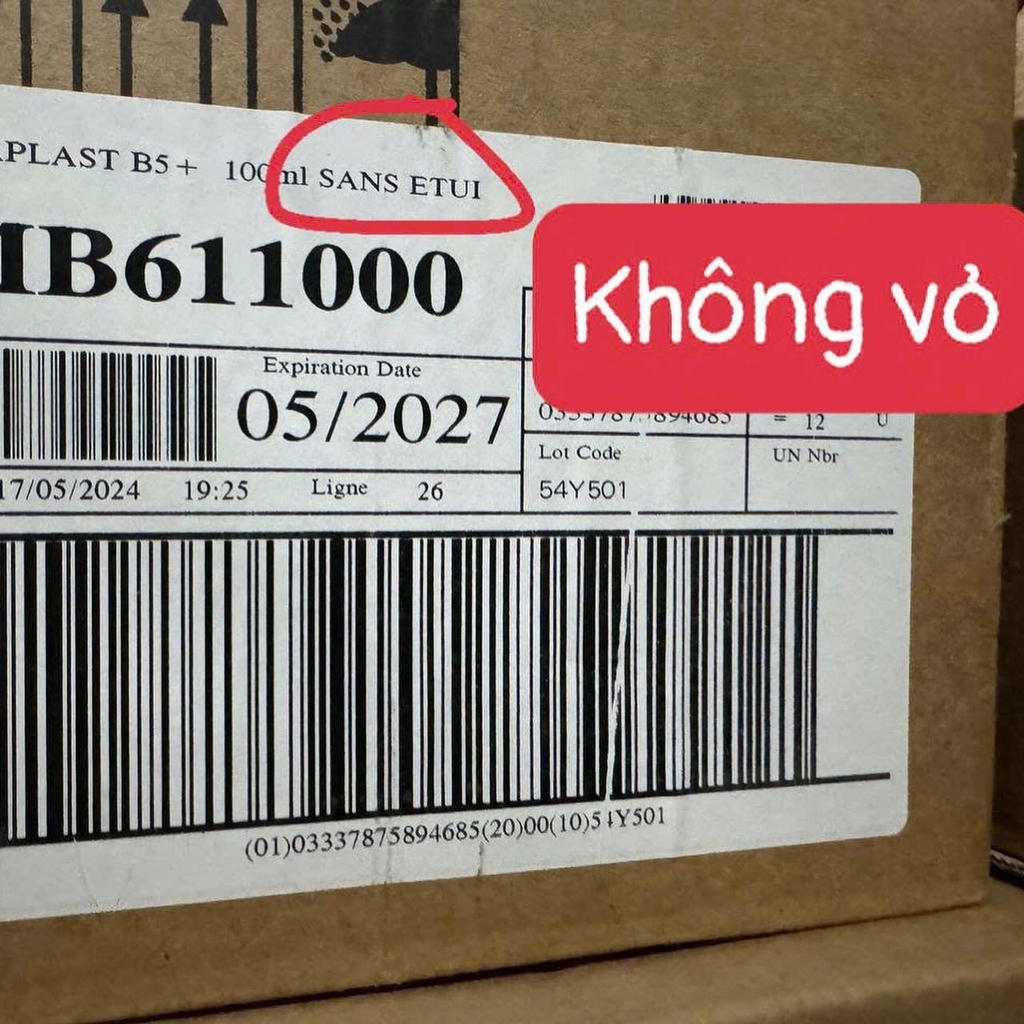 PLAST B5+ 100ml SANS ETUI
IB611000
Không vỏ
Expiration Date
05/2027
= 12 U
Lot Code
UN Nbr
17/05/2024 19:25 Ligne 26
54Y501
(01)03337875894685(20)00(10)54Y501